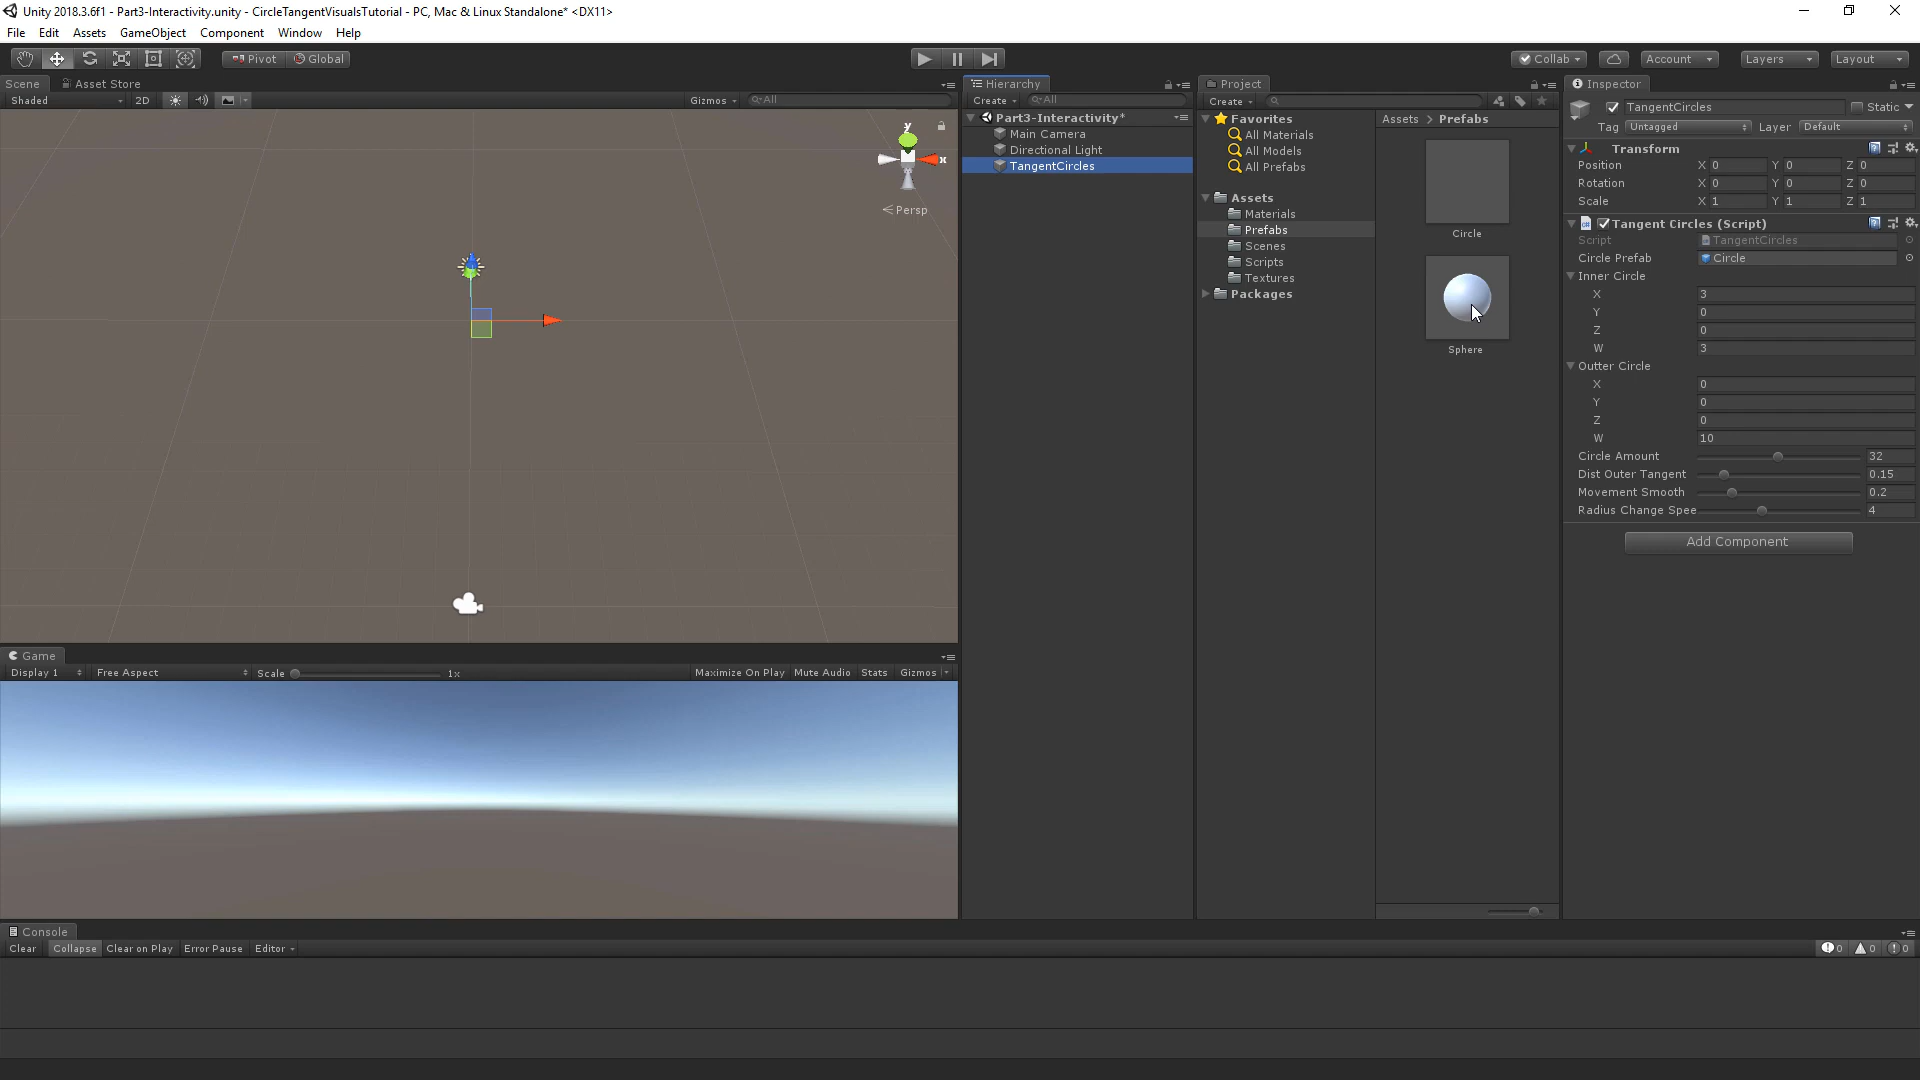 Unity 2018.3.6f1 - Part3-Interactivity.unity - CircleTangentVisualsTutorial - PC, Mac & Linux Standalone* <DX11>
File Edit Assets GameObject Component Window Help
Pivot Global Collab Account Layers Layout
Scene Asset Store
Shaded 2D Gizmos All
y
x
Persp
Hierarchy
Create All
Part3-Interactivity*
Main Camera
Directional Light
TangentCircles
Project
Create
Favorites
All Materials
All Models
All Prefabs
Assets
Materials
Prefabs
Scenes
Scripts
Textures
Packages
Assets > Prefabs
Circle
Sphere
Inspector
TangentCircles Static
Tag Untagged Layer Default
Transform
Position X 0 Y 0 Z 0
Rotation X 0 Y 0 Z 0
Scale X 1 Y 1 Z 1
Tangent Circles (Script)
Script TangentCircles
Circle Prefab Circle
Inner Circle
X 3
Y 0
Z 0
W 3
Outter Circle
X 0
Y 0
Z 0
W 10
Circle Amount 32
Dist Outer Tangent 0.15
Movement Smooth 0.2
Radius Change Spee 4
Add Component
Game
Display 1 Free Aspect Scale 1x Maximize On Play Mute Audio Stats Gizmos
Console
Clear Collapse Clear on Play Error Pause Editor 0 0 0